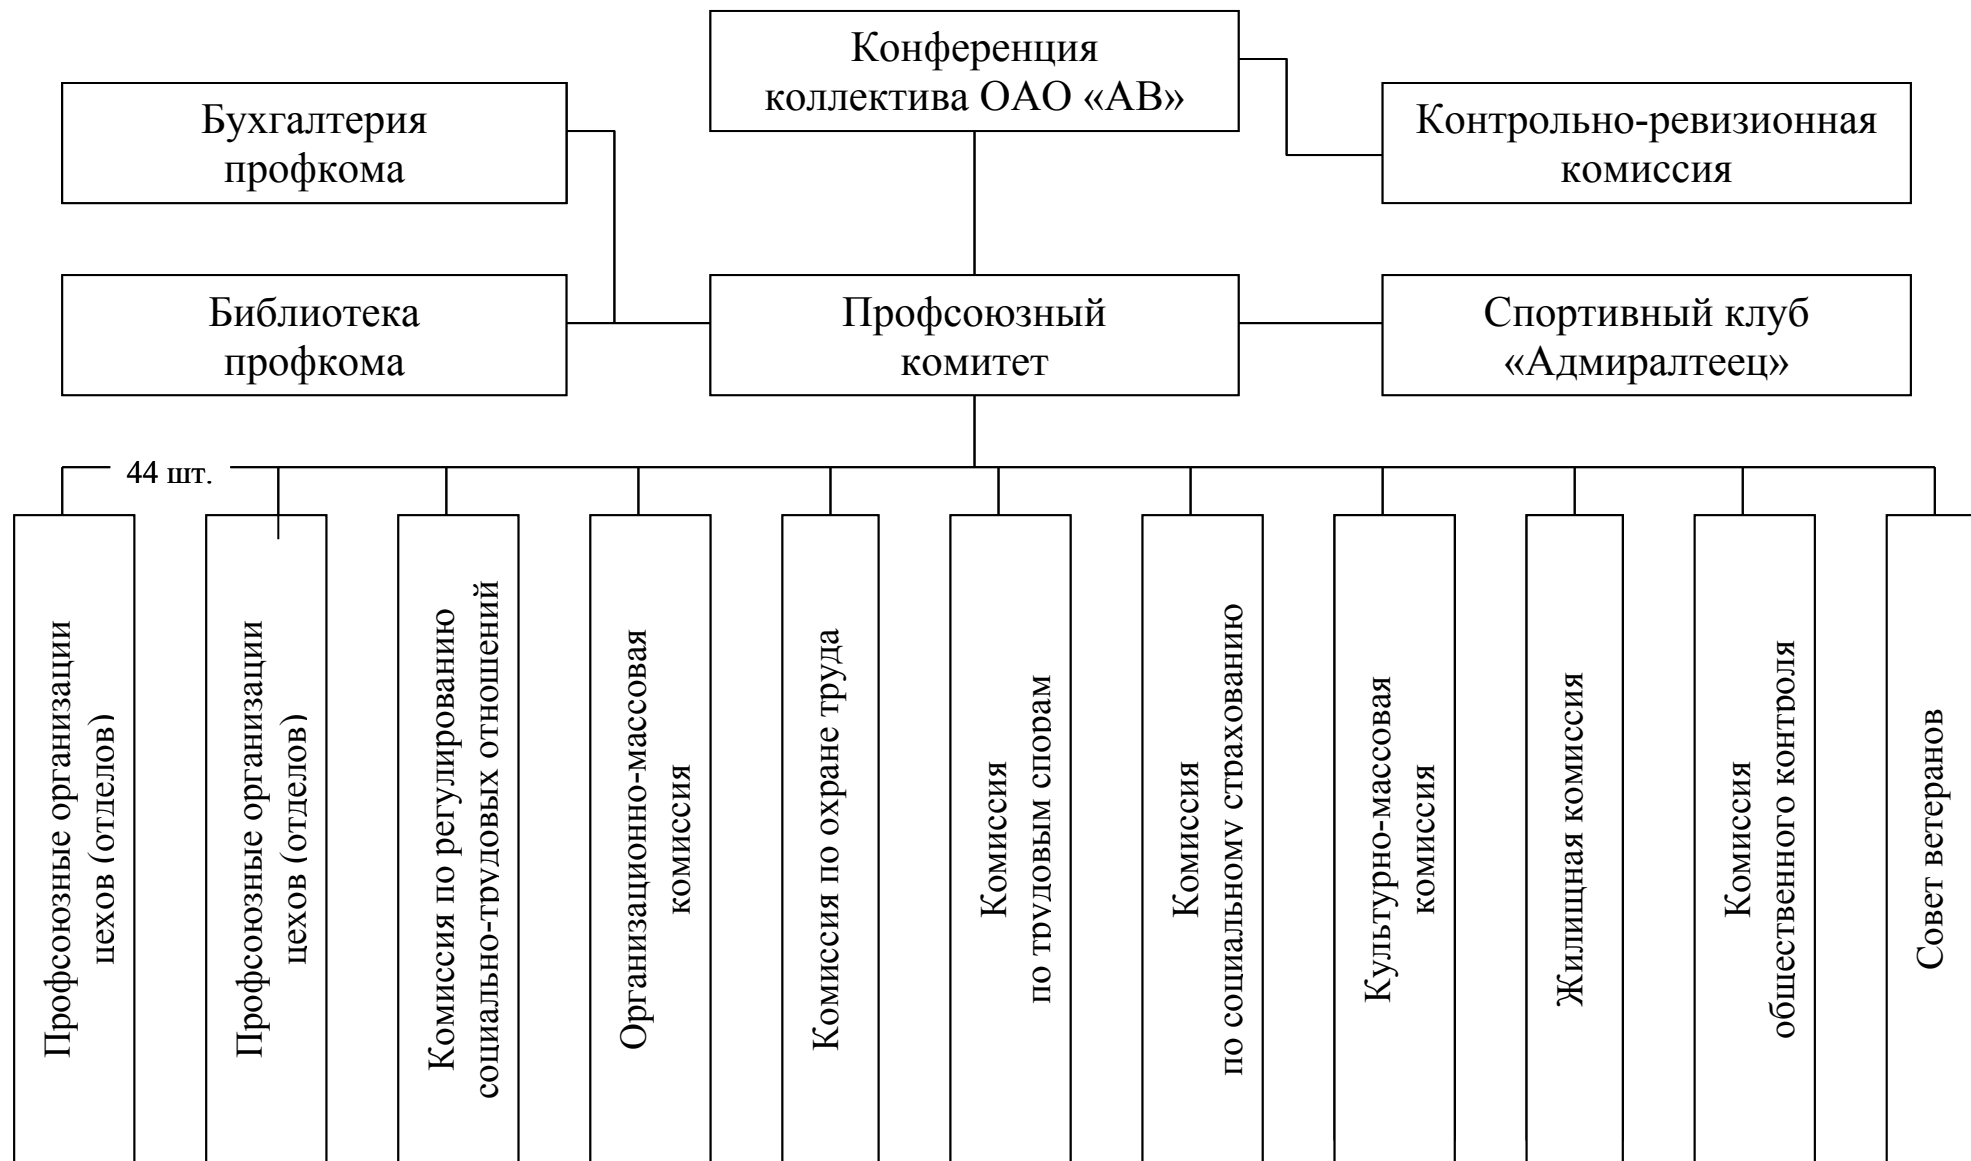 Конференция
коллектива ОАО «АВ»
Бухгалтерия
профкома
Контрольно-ревизионная
комиссия
Библиотека
профкома
Профсоюзный
комитет
Спортивный клуб
«Адмиралтеец»
44 шт.
Профсоюзные организации
цехов (отделов)
Профсоюзные организации
цехов (отделов)
Комиссия по регулированию
социально-трудовых отношений
Организационно-массовая
комиссия
Комиссия по охране труда
Комиссия
по трудовым спорам
Комиссия
по социальному страхованию
Культурно-массовая
комиссия
Жилищная комиссия
Комиссия
общественного контроля
Совет ветеранов